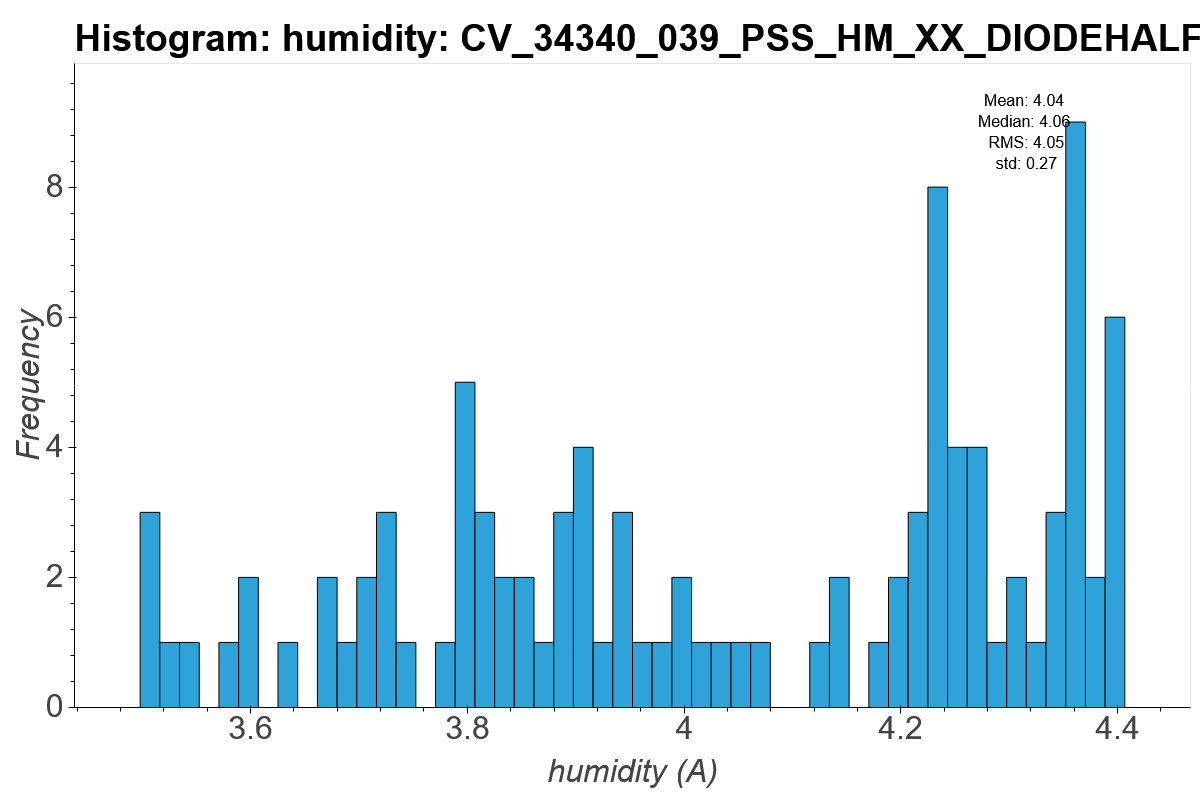 Histogram: humidity: CV_34340_039_PSS_HM_XX_DIODEHALF
Mean: 4.04
Median: 4.06
RMS: 4.05
std: 0.27
Frequency
8
6
4
2
0
3.6 3.8 4 4.2 4.4
humidity (A)